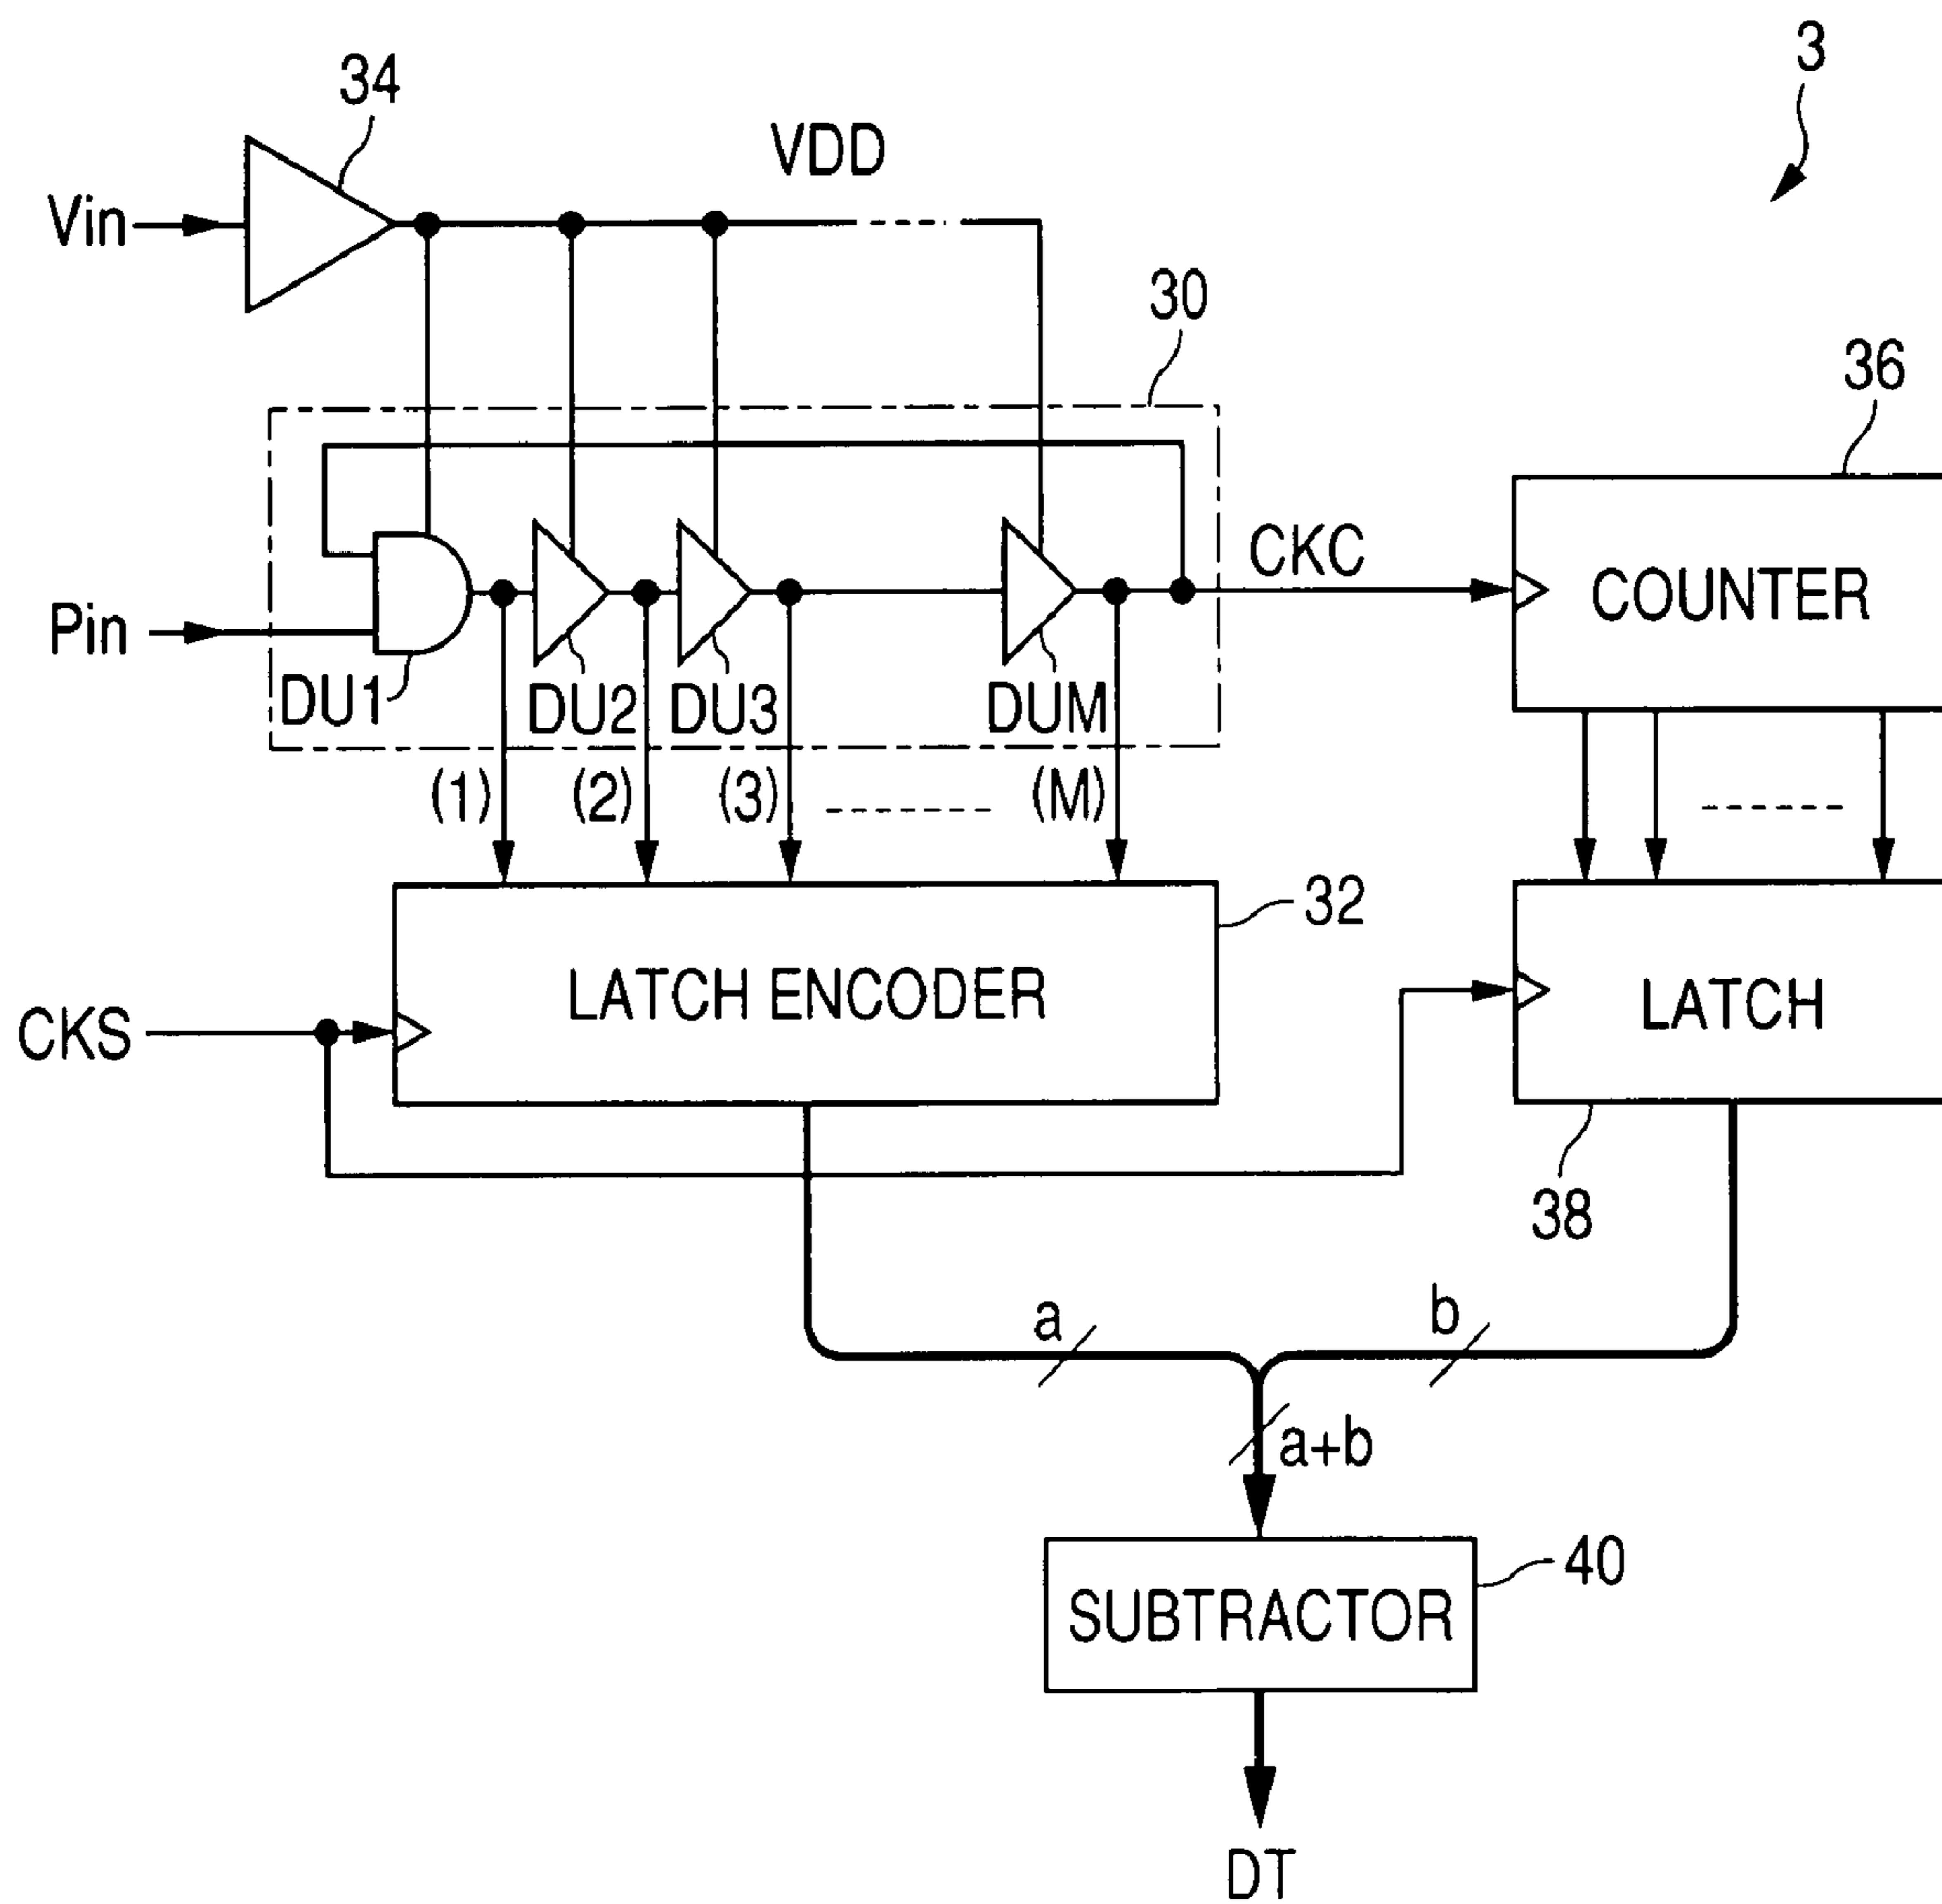 3
34
VDD
Vin
30
36
CKC
COUNTER
Pin
DU1
DU2
DU3
DUM
(1)
(2)
(3)
(M)
32
LATCH ENCODER
LATCH
CKS
38
a
b
a+b
40
SUBTRACTOR
DT